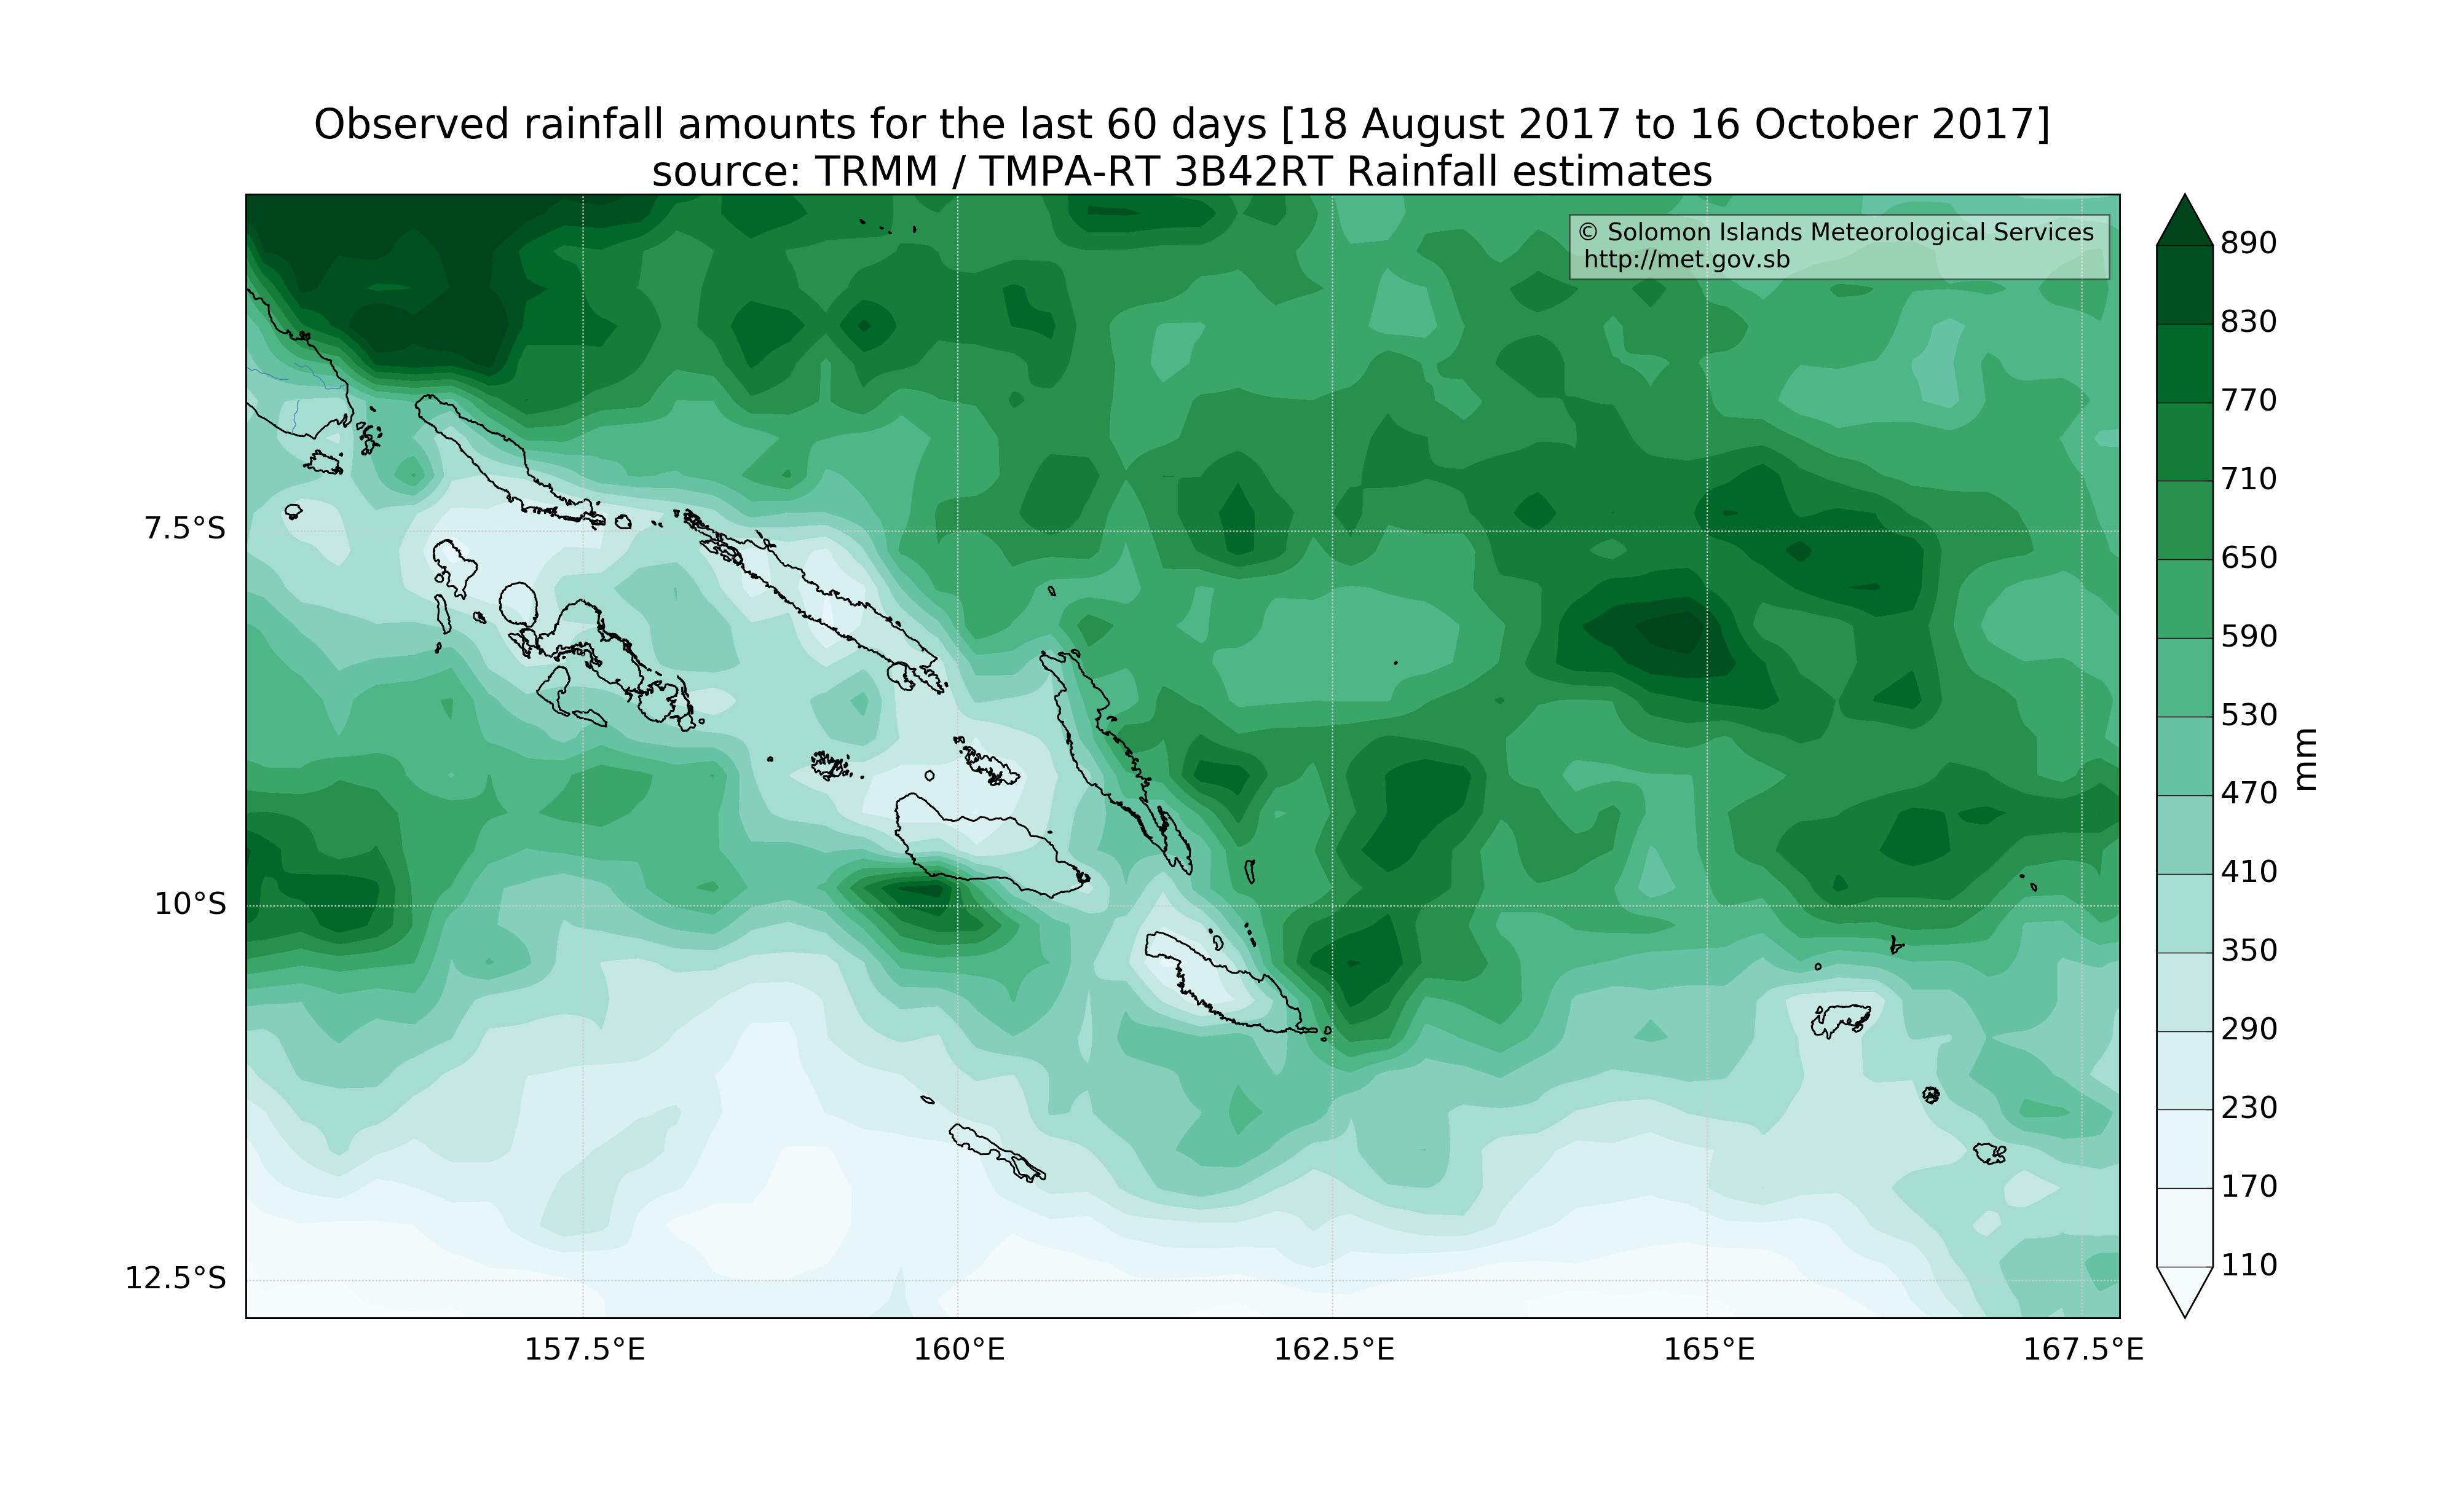 Observed rainfall amounts for the last 60 days [18 August 2017 to 16 October 2017]
source: TRMM / TMPA-RT 3B42RT Rainfall estimates
© Solomon Islands Meteorological Services
http://met.gov.sb
7.5°S
10°S
12.5°S
157.5°E
160°E
162.5°E
165°E
167.5°E
890
830
770
710
650
590
530
470
410
350
290
230
170
110
mm